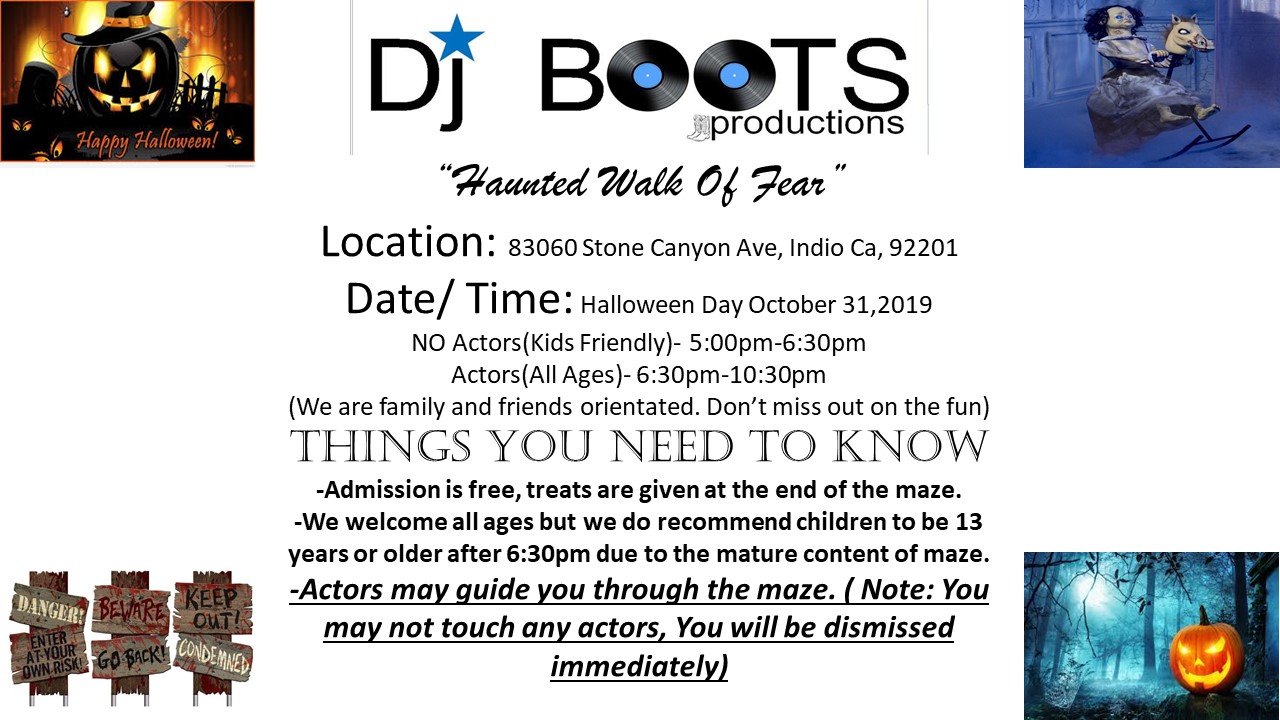 Happy Halloween!
Dj BOOTS
productions
“Haunted Walk Of Fear”
Location: 83060 Stone Canyon Ave, Indio Ca, 92201
Date/ Time: Halloween Day October 31,2019
NO Actors(Kids Friendly)- 5:00pm-6:30pm
Actors(All Ages)- 6:30pm-10:30pm
(We are family and friends orientated. Don’t miss out on the fun)
THINGS YOU NEED TO KNOW
-Admission is free, treats are given at the end of the maze.
-We welcome all ages but we do recommend children to be 13
years or older after 6:30pm due to the mature content of maze.
-Actors may guide you through the maze. ( Note: You
may not touch any actors, You will be dismissed
immediately)
DANGER!
ENTER
AT YOUR
OWN RISK!
BEWARE
GO BACK!
KEEP
OUT!
CONDEMNED